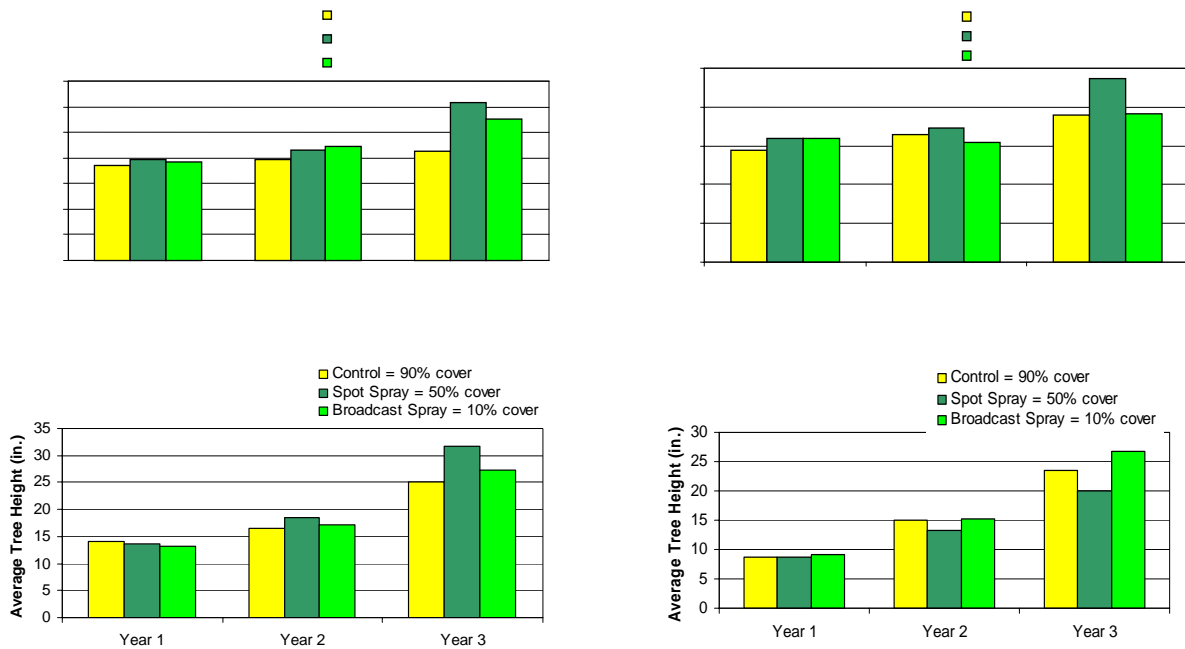 Control = 90% cover
Spot Spray = 50% cover
Broadcast Spray = 10% cover
Average Tree Height (in.)
35
30
25
20
15
10
5
0
Year 1 Year 2 Year 3
Control = 90% cover
Spot Spray = 50% cover
Broadcast Spray = 10% cover
Average Tree Height (in.)
30
25
20
15
10
5
0
Year 1 Year 2 Year 3